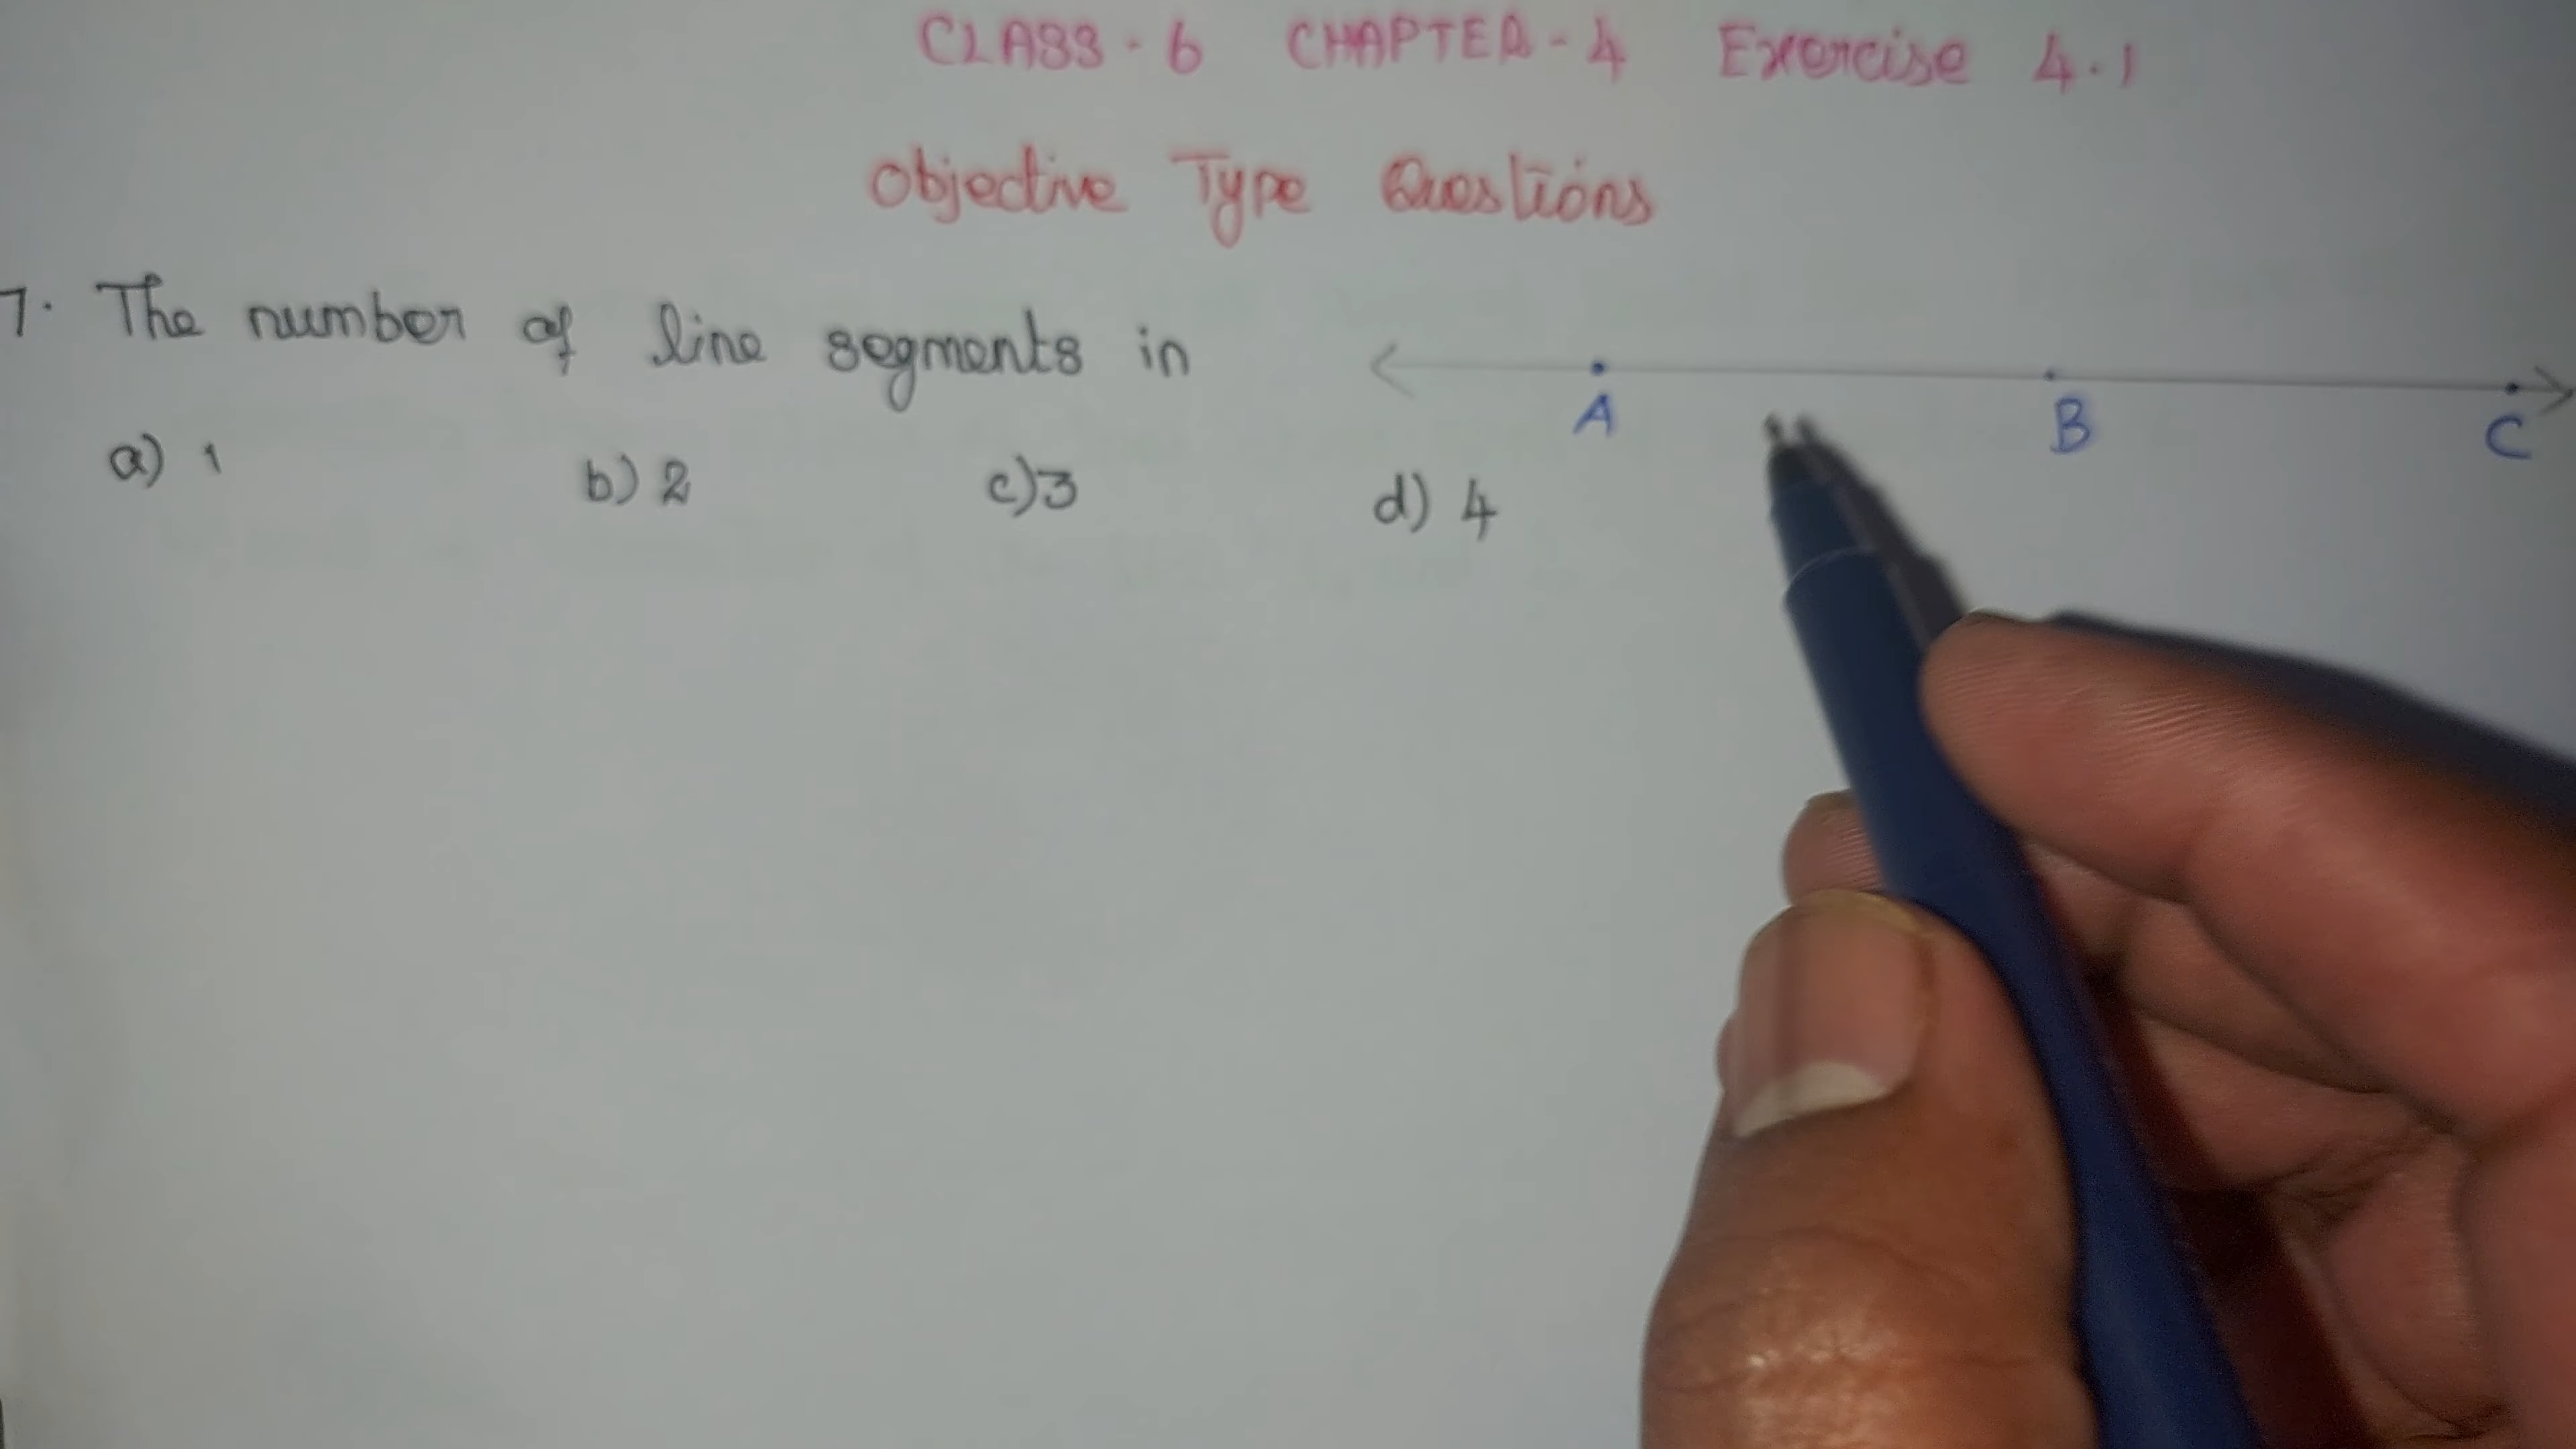 CLASS - 6 CHAPTER - 4 Exercise 4.1
Objective Type Questions
7. The number of line segments in
A B C
a) 1 b) 2 c) 3 d) 4